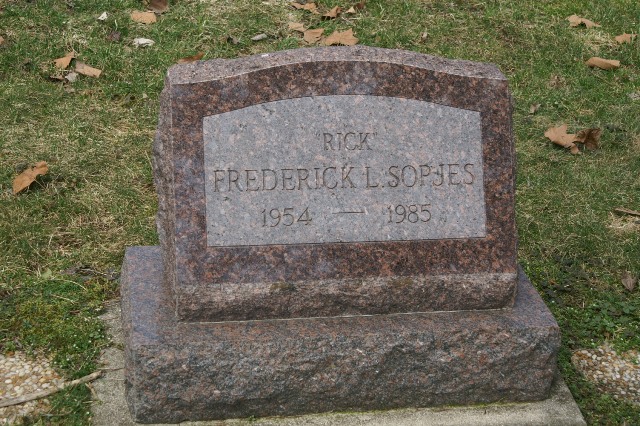 "RICK"
FREDERICK L. SOPJES
1954 — 1985